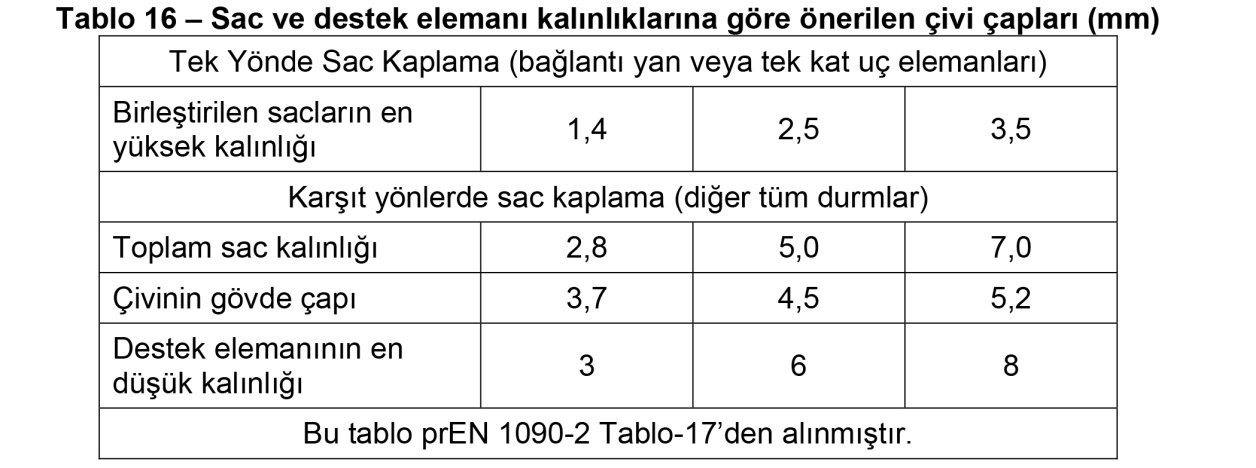 Tablo 16 – Sac ve destek elemanı kalınlıklarına göre önerilen çivi çapları (mm)
Tek Yönde Sac Kaplama (bağlantı yan veya tek kat uç elemanları)
Birleştirilen sacların en
yüksek kalınlığı
1,4
2,5
3,5
Karşıt yönlerde sac kaplama (diğer tüm durmlar)
Toplam sac kalınlığı
2,8
5,0
7,0
Çivinin gövde çapı
3,7
4,5
5,2
Destek elemanının en
düşük kalınlığı
3
6
8
Bu tablo prEN 1090-2 Tablo-17’den alınmıştır.